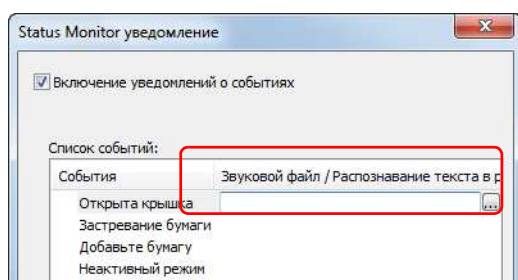 Status Monitor уведомление
Включение уведомлений о событиях
Список событий:
События Звуковой файл / Распознавание текста в р
Открыта крышка ...
Застревание бумаги
Добавьте бумагу
Неактивный режим